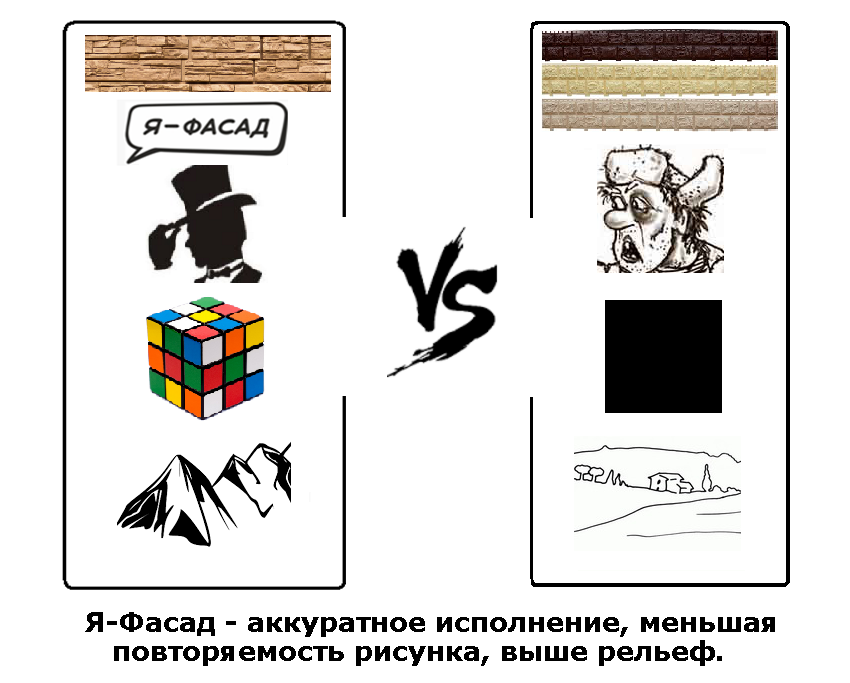 Я-ФАСАД
VS
Я-Фасад - аккуратное исполнение, меньшая
повторяемость рисунка, выше рельеф.